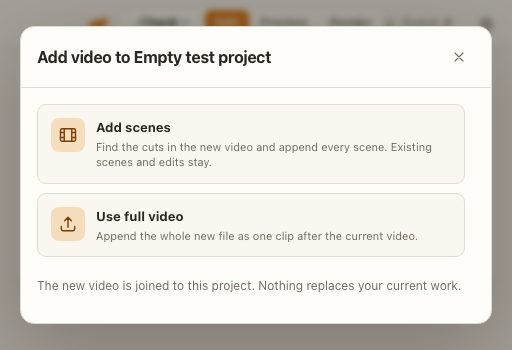 Add video to Empty test project
Add scenes
Find the cuts in the new video and append every scene. Existing
scenes and edits stay.
Use full video
Append the whole new file as one clip after the current video.
The new video is joined to this project. Nothing replaces your current work.